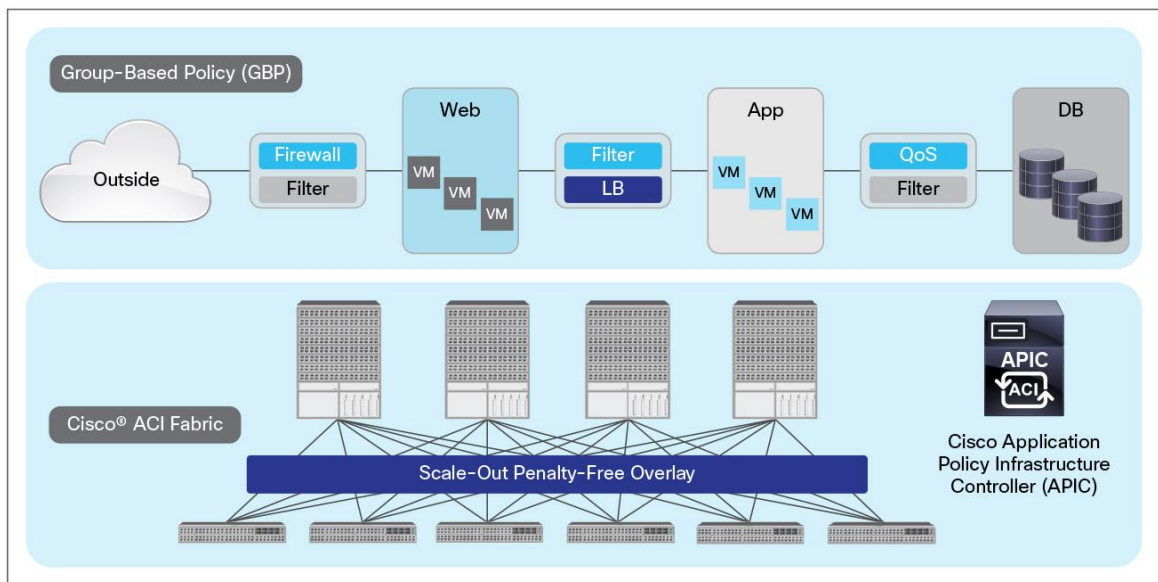 Group-Based Policy (GBP)
Outside
Firewall
Filter
Web
VM
VM
VM
Filter
LB
App
VM
VM
VM
QoS
Filter
DB
Cisco® ACI Fabric
Scale-Out Penalty-Free Overlay
APIC
ACI
Cisco Application
Policy Infrastructure
Controller (APIC)